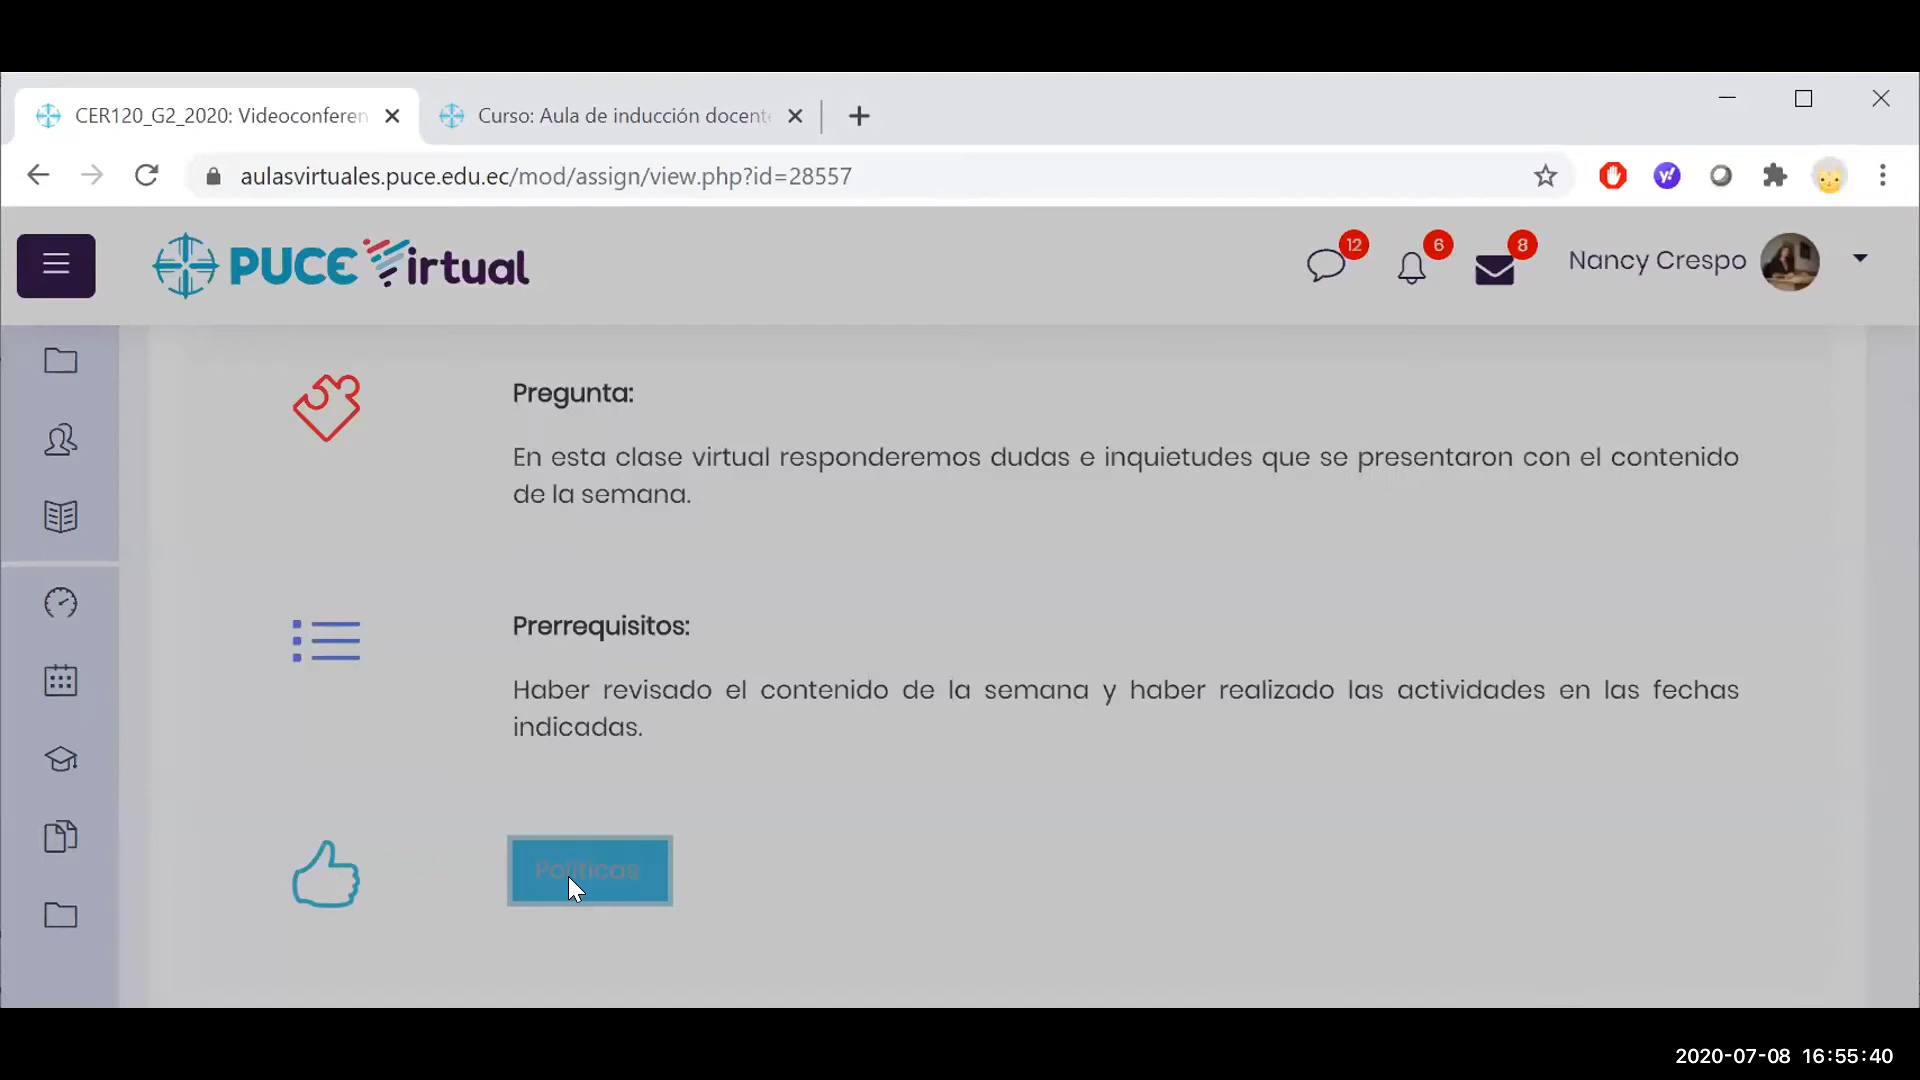 CER120_G2_2020: Videoconferen
Curso: Aula de inducción docente
aulasvirtuales.puce.edu.ec/mod/assign/view.php?id=28557
PUCE Virtual
12
6
8
Nancy Crespo
Pregunta:
En esta clase virtual responderemos dudas e inquietudes que se presentaron con el contenido
de la semana.
Prerrequisitos:
Haber revisado el contenido de la semana y haber realizado las actividades en las fechas
indicadas.
Políticas
2020-07-08 16:55:40